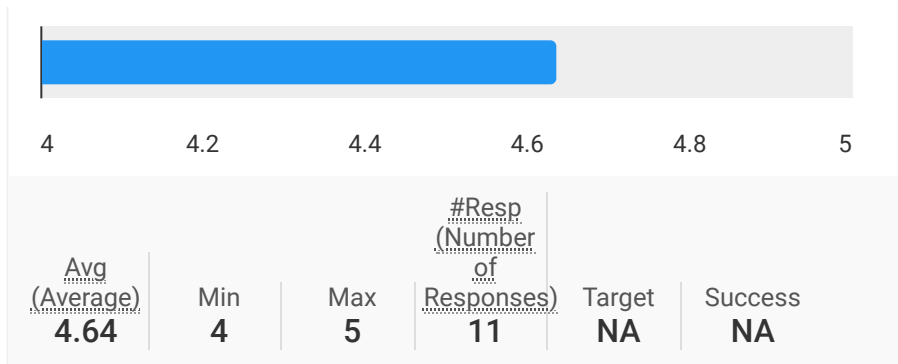 4 4.2 4.4 4.6 4.8 5
Avg
(Average)
4.64
Min
4
Max
5
#Resp
(Number
of
Responses)
11
Target
NA
Success
NA